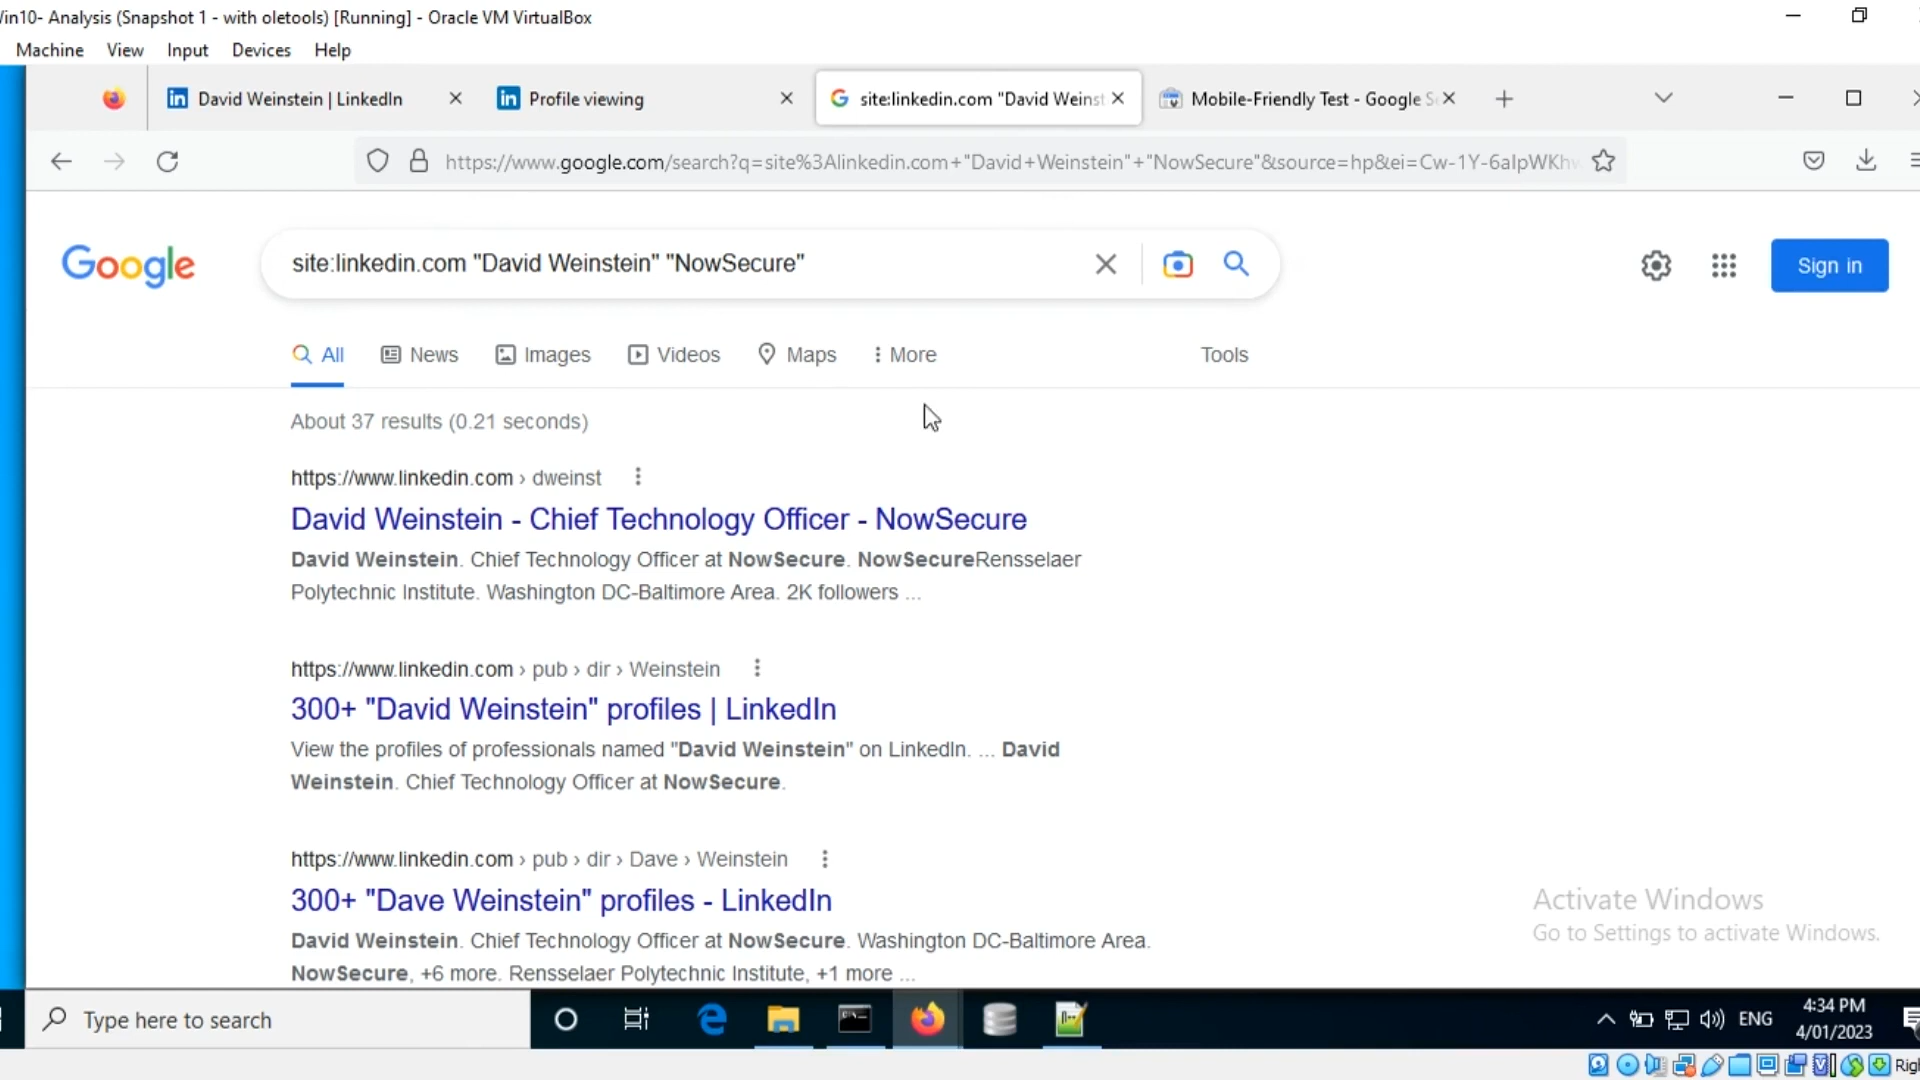 Win10- Analysis (Snapshot 1 - with oletools) [Running] - Oracle VM VirtualBox
Machine View Input Devices Help
David Weinstein | LinkedIn
Profile viewing
site:linkedin.com "David Weinst
Mobile-Friendly Test - Google S
https://www.google.com/search?q=site%3Alinkedin.com+"David+Weinstein"+"NowSecure"&source=hp&ei=Cw-1Y-6alpWKhw
Google
site:linkedin.com "David Weinstein" "NowSecure"
Sign in
All News Images Videos Maps More Tools
About 37 results (0.21 seconds)
https://www.linkedin.com › dweinst
David Weinstein - Chief Technology Officer - NowSecure
David Weinstein. Chief Technology Officer at NowSecure. NowSecureRensselaer
Polytechnic Institute. Washington DC-Baltimore Area. 2K followers ...
https://www.linkedin.com › pub › dir › Weinstein
300+ "David Weinstein" profiles | LinkedIn
View the profiles of professionals named "David Weinstein" on LinkedIn. ... David
Weinstein. Chief Technology Officer at NowSecure.
https://www.linkedin.com › pub › dir › Dave › Weinstein
300+ "Dave Weinstein" profiles - LinkedIn
David Weinstein. Chief Technology Officer at NowSecure. Washington DC-Baltimore Area.
NowSecure, +6 more. Rensselaer Polytechnic Institute, +1 more ...
Activate Windows
Go to Settings to activate Windows.
Type here to search
ENG
4:34 PM
4/01/2023
Righ